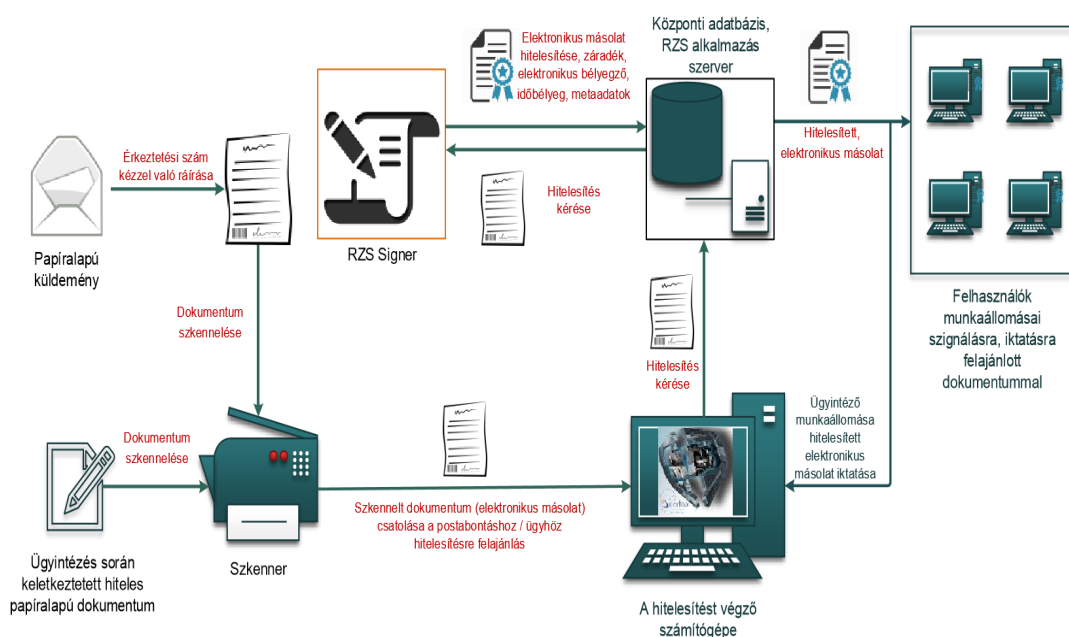 Elektronikus másolat
hitelesítése, záradék,
elektronikus bélyegző,
időbélyeg, metaadatok
Központi adatbázis,
RZS alkalmazás
szerver
Hitelesített,
elektronikus másolat
Érkeztetési szám
kézzel való ráírása
Hitelesítés
kérése
Papíralapú
küldemény
RZS Signer
Felhasználók
munkaállomásai
szignálásra, iktatásra
felajánlott
dokumentummal
Dokumentum
szkennelése
Hitelesítés
kérése
Ügyintéző
munkaállomása
hitelesített
elektronikus
másolat iktatása
Dokumentum
szkennelése
Szkennelt dokumentum (elektronikus másolat)
csatolása a postabontáshoz / ügyhöz
hitelesítésre felajánlás
Ügyintézés során
keletkeztetett hiteles
papíralapú dokumentum
Szkenner
A hitelesítést végző
számítógépe